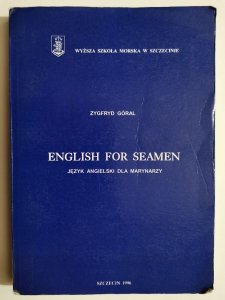 WYŻSZA SZKOŁA MORSKA W SZCZECINIE
ZYGFRYD GÓRAL
ENGLISH FOR SEAMEN
JĘZYK ANGIELSKI DLA MARYNARZY
SZCZECIN 1996